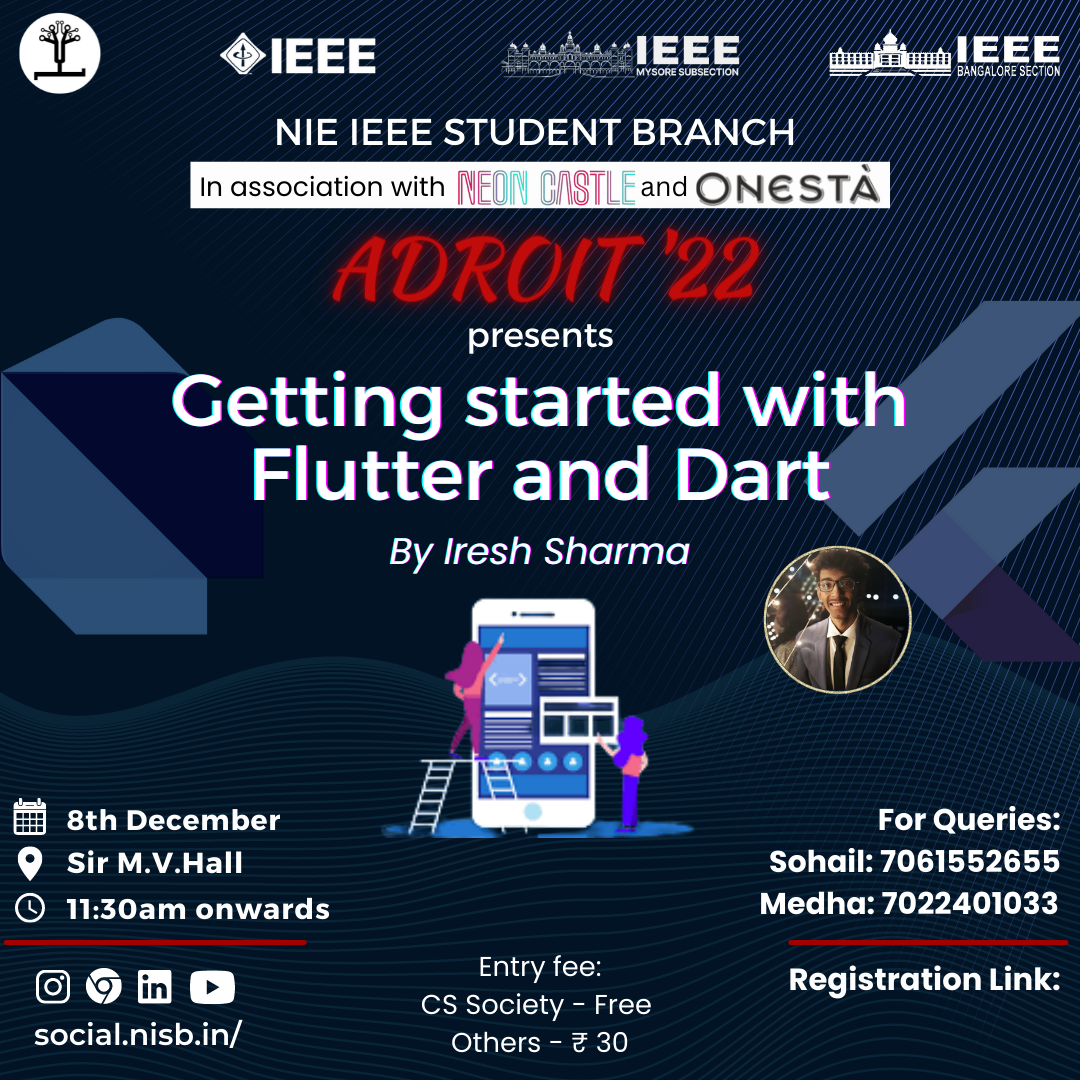 IEEE
IEEE
MYSORE SUBSECTION
IEEE
BANGALORE SECTION
NIE IEEE STUDENT BRANCH
In association with NEON CASTLE and ONESTÀ
ADROIT '22
presents
Getting started with
Flutter and Dart
By Iresh Sharma
8th December
Sir M.V.Hall
11:30am onwards
For Queries:
Sohail: 7061552655
Medha: 7022401033
social.nisb.in/
Entry fee:
CS Society - Free
Others - ₹ 30
Registration Link: